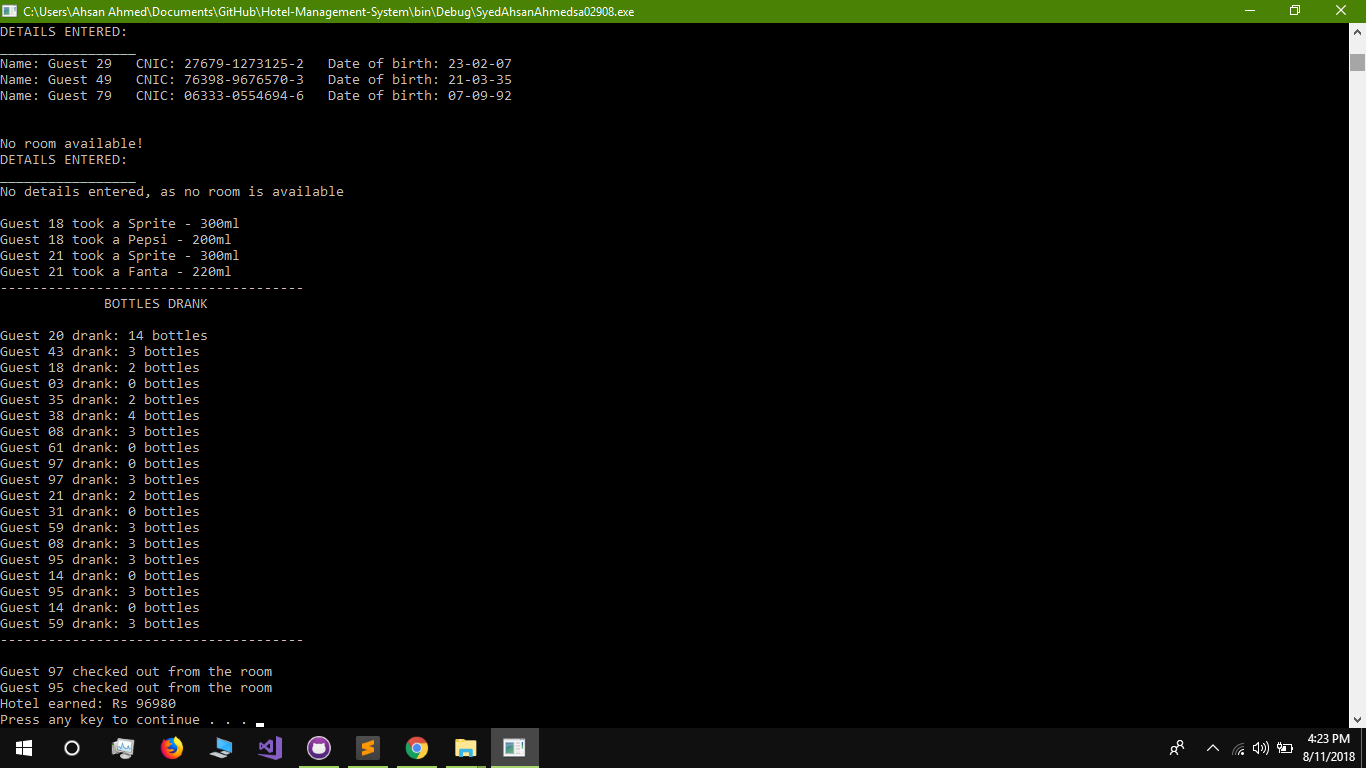 C:\Users\Ahsan Ahmed\Documents\GitHub\Hotel-Management-System\bin\Debug\SyedAhsanAhmedsa02908.exe
DETAILS ENTERED:
_________________
Name: Guest 29   CNIC: 27679-1273125-2   Date of birth: 23-02-07
Name: Guest 49   CNIC: 76398-9676570-3   Date of birth: 21-03-35
Name: Guest 79   CNIC: 06333-0554694-6   Date of birth: 07-09-92
No room available!
DETAILS ENTERED:
_________________
No details entered, as no room is available
Guest 18 took a Sprite - 300ml
Guest 18 took a Pepsi - 200ml
Guest 21 took a Sprite - 300ml
Guest 21 took a Fanta - 220ml
--------------------------------------
BOTTLES DRANK
Guest 20 drank: 14 bottles
Guest 43 drank: 3 bottles
Guest 18 drank: 2 bottles
Guest 03 drank: 0 bottles
Guest 35 drank: 2 bottles
Guest 38 drank: 4 bottles
Guest 08 drank: 3 bottles
Guest 61 drank: 0 bottles
Guest 97 drank: 0 bottles
Guest 97 drank: 3 bottles
Guest 21 drank: 2 bottles
Guest 31 drank: 0 bottles
Guest 59 drank: 3 bottles
Guest 08 drank: 3 bottles
Guest 95 drank: 3 bottles
Guest 14 drank: 0 bottles
Guest 95 drank: 3 bottles
Guest 14 drank: 0 bottles
Guest 59 drank: 3 bottles
--------------------------------------
Guest 97 checked out from the room
Guest 95 checked out from the room
Hotel earned: Rs 96980
Press any key to continue . . .
4:23 PM
8/11/2018